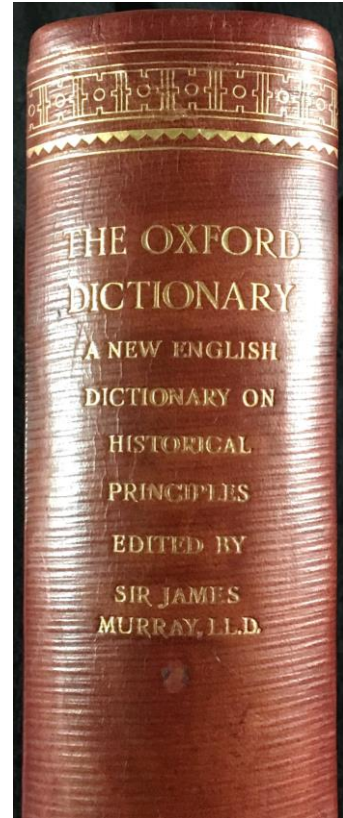 THE OXFORD
DICTIONARY
A NEW ENGLISH
DICTIONARY ON
HISTORICAL
PRINCIPLES
EDITED BY
SIR JAMES
MURRAY, LL.D.